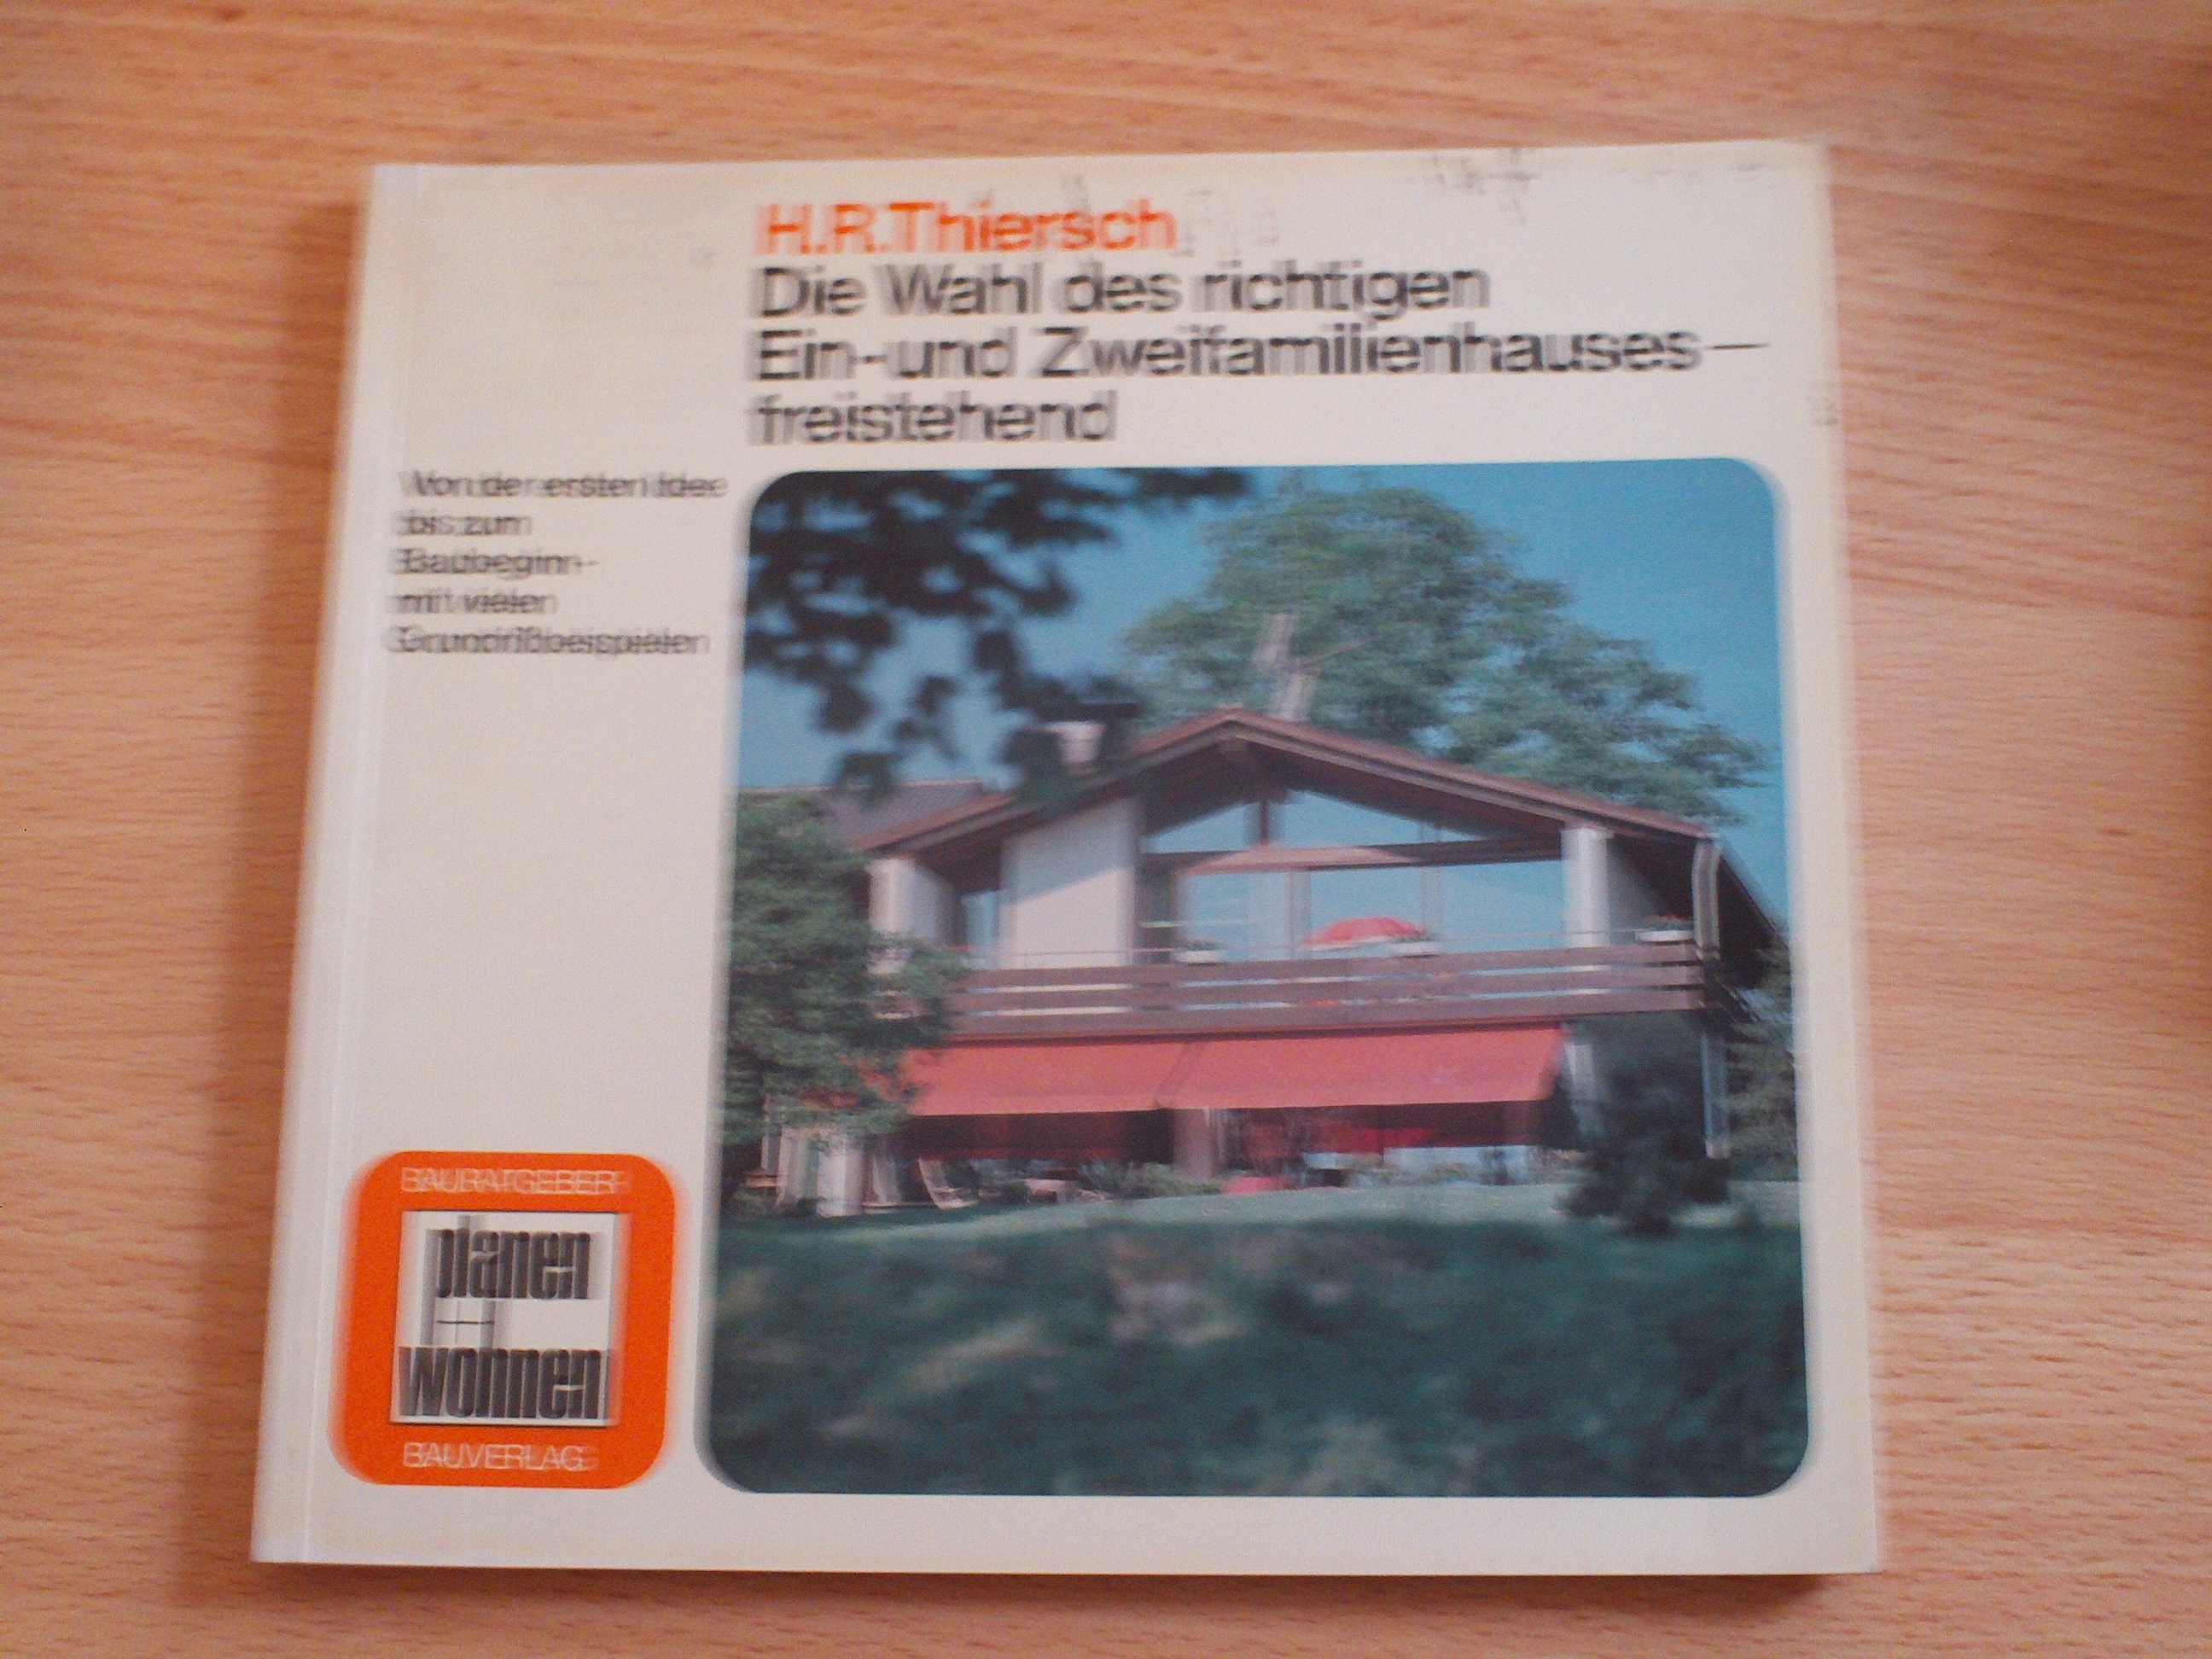 H.R.Thiersch
Die Wahl des richtigen
Ein-und Zweifamilienhauses—
freistehend
Von der ersten Idee
bis zum
Baubeginn-
mit vielen
Grundrißbeispielen
BAURATGEBER
planen
+
wohnen
BAUVERLAG